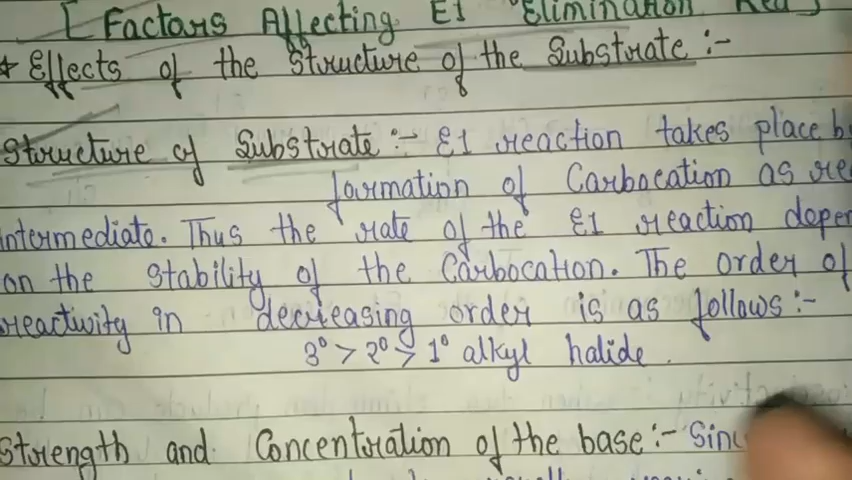 [ Factors Affecting E1 Elimination
* Effects of the Structure of the Substrate :-
Structure of Substrate :- E1 reaction takes place
formation of Carbocation as
intermediate. Thus the rate of the E1 reaction
on the stability of the Carbocation. The order of
reactivity in decreasing order is as follows :-
3° > 2° > 1° alkyl halide.
Strength and Concentration of the base :-